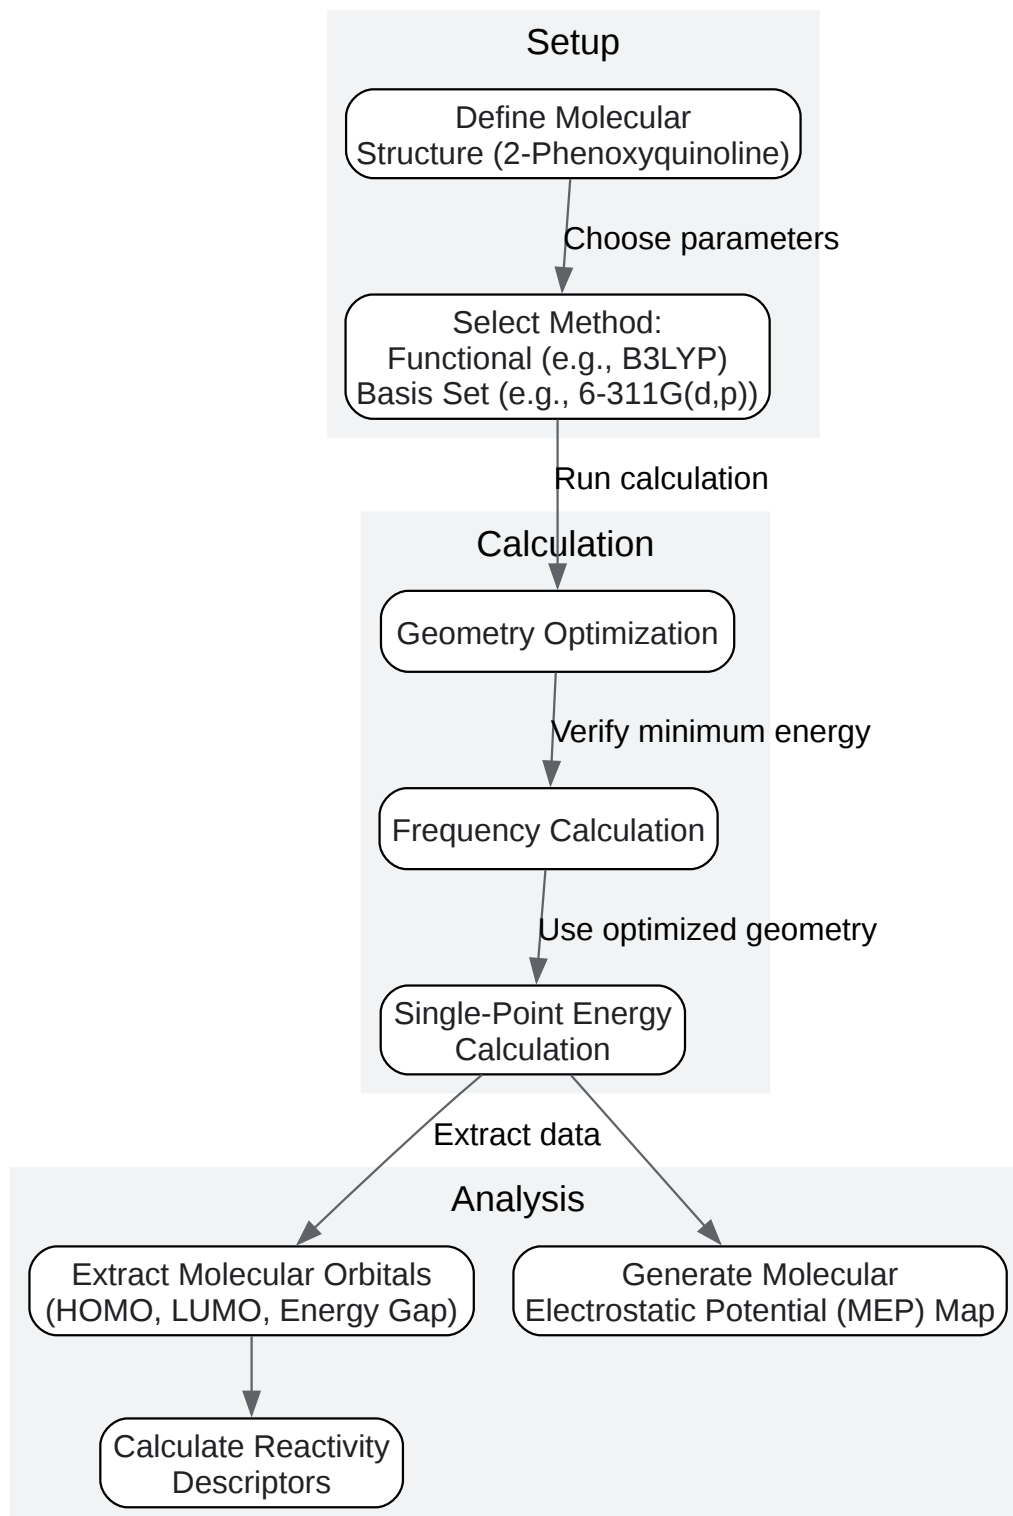 Setup
Define Molecular
Structure (2-Phenoxyquinoline)
Choose parameters
Select Method:
Functional (e.g., B3LYP)
Basis Set (e.g., 6-311G(d,p))
Run calculation
Calculation
Geometry Optimization
Verify minimum energy
Frequency Calculation
Use optimized geometry
Single-Point Energy
Calculation
Extract data
Analysis
Extract Molecular Orbitals
(HOMO, LUMO, Energy Gap)
Generate Molecular
Electrostatic Potential (MEP) Map
Calculate Reactivity
Descriptors